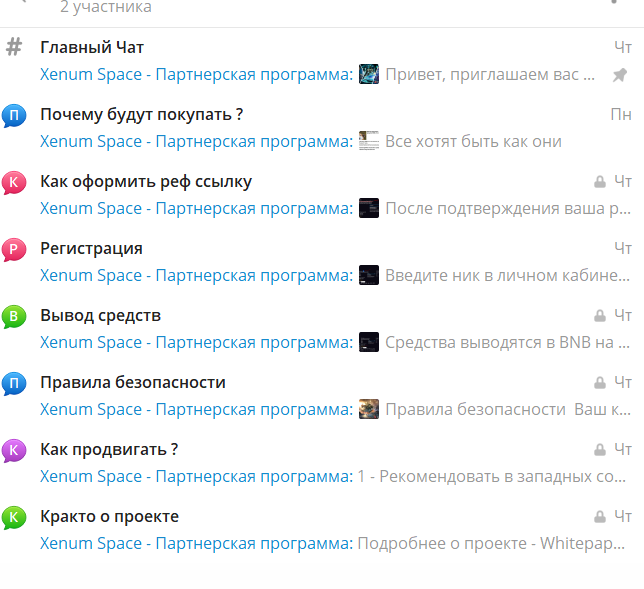 2 участника
# Главный Чат Чт
Xenum Space - Партнерская программа: Привет, приглашаем вас ...
П Почему будут покупать ? Пн
Xenum Space - Партнерская программа: Все хотят быть как они
К Как оформить реф ссылку Чт
Xenum Space - Партнерская программа: После подтверждения ваша р...
Р Регистрация Чт
Xenum Space - Партнерская программа: Введите ник в личном кабине...
В Вывод средств Чт
Xenum Space - Партнерская программа: Средства выводятся в BNB на ...
П Правила безопасности Чт
Xenum Space - Партнерская программа: Правила безопасности Ваш к...
К Как продвигать ? Чт
Xenum Space - Партнерская программа: 1 - Рекомендовать в западных со...
К Кракто о проекте Чт
Xenum Space - Партнерская программа: Подробнее о проекте - Whitepap...